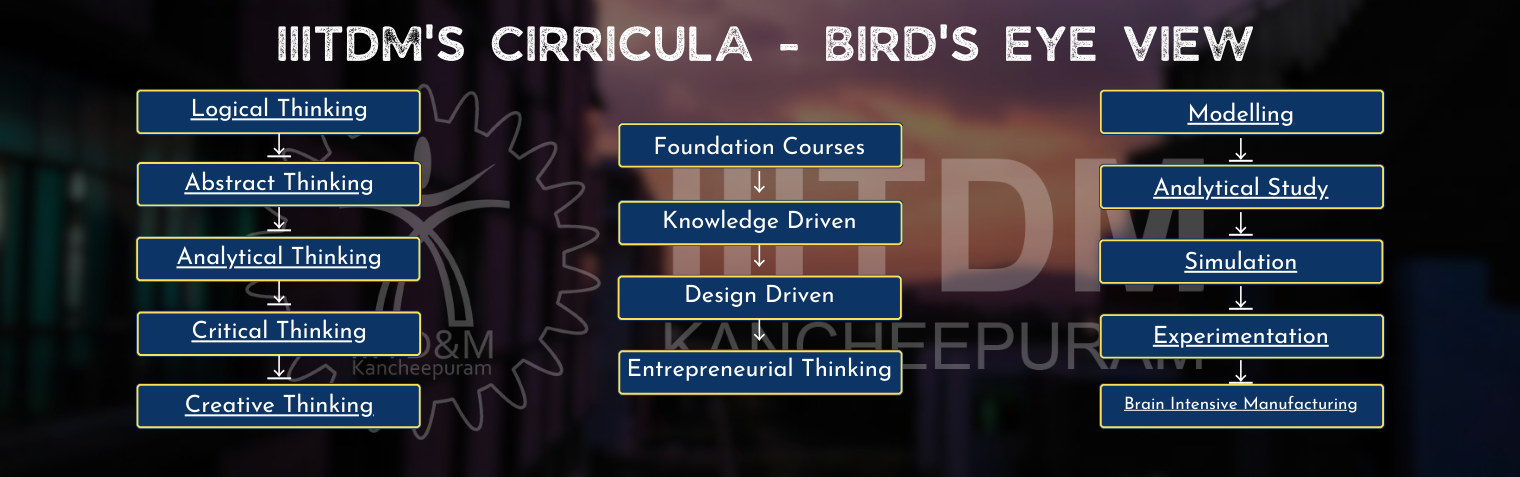 IIITDM'S CIRRICULA - BIRD'S EYE VIEW
Logical Thinking
Abstract Thinking
Analytical Thinking
Critical Thinking
Creative Thinking
Foundation Courses
Knowledge Driven
Design Driven
Entrepreneurial Thinking
Modelling
Analytical Study
Simulation
Experimentation
Brain Intensive Manufacturing
D&M
Kancheepuram
IIITDM
KANCHEEPURAM